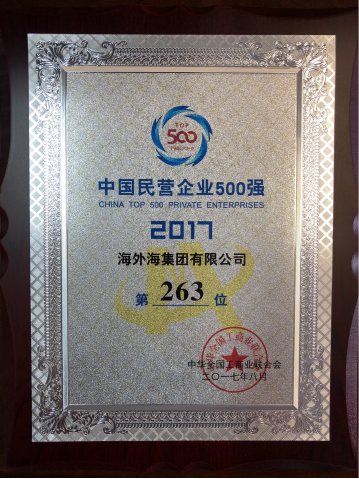 TOP
500
中国民营企业500强
CHINA TOP 500 PRIVATE ENTERPRISES
2017
海外海集团有限公司
第 263 位
中华全国工商业联合会
二〇一七年八月